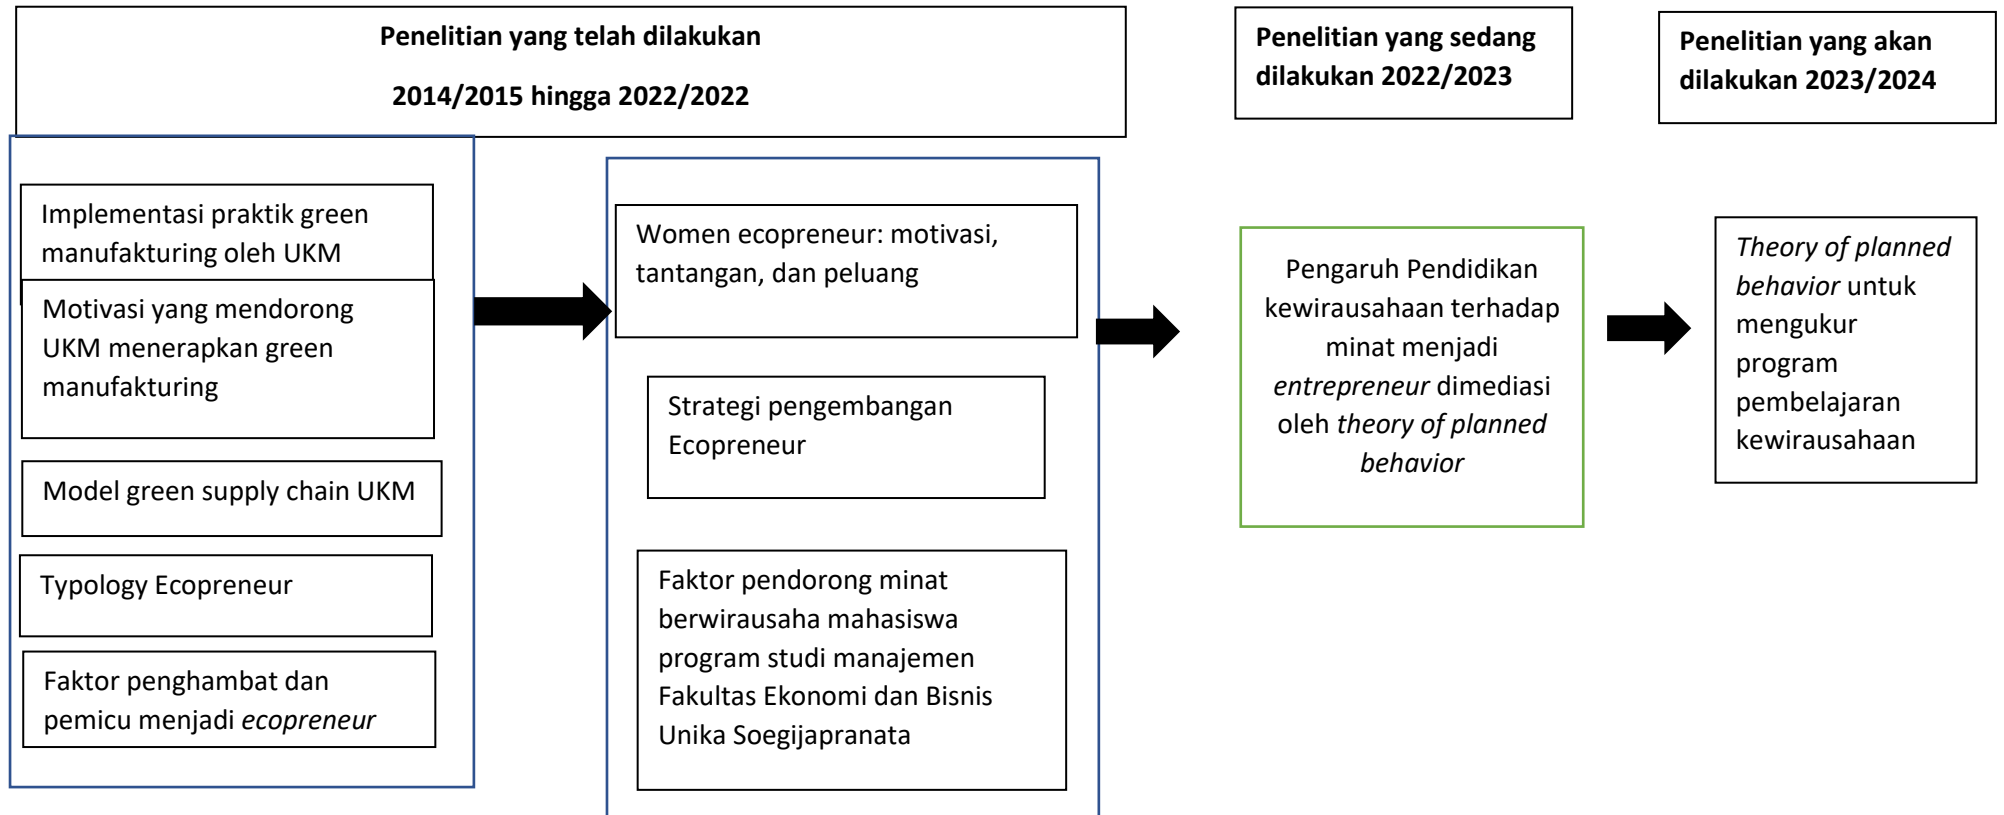 Penelitian yang telah dilakukan
2014/2015 hingga 2022/2022
Penelitian yang sedang
dilakukan 2022/2023
Penelitian yang akan
dilakukan 2023/2024
Implementasi praktik green
manufakturing oleh UKM
Motivasi yang mendorong
UKM menerapkan green
manufakturing
Model green supply chain UKM
Typology Ecopreneur
Faktor penghambat dan
pemicu menjadi ecopreneur
Women ecopreneur: motivasi,
tantangan, dan peluang
Strategi pengembangan
Ecopreneur
Faktor pendorong minat
berwirausaha mahasiswa
program studi manajemen
Fakultas Ekonomi dan Bisnis
Unika Soegijapranata
Pengaruh Pendidikan
kewirausahaan terhadap
minat menjadi
entrepreneur dimediasi
oleh theory of planned
behavior
Theory of planned
behavior untuk
mengukur
program
pembelajaran
kewirausahaan